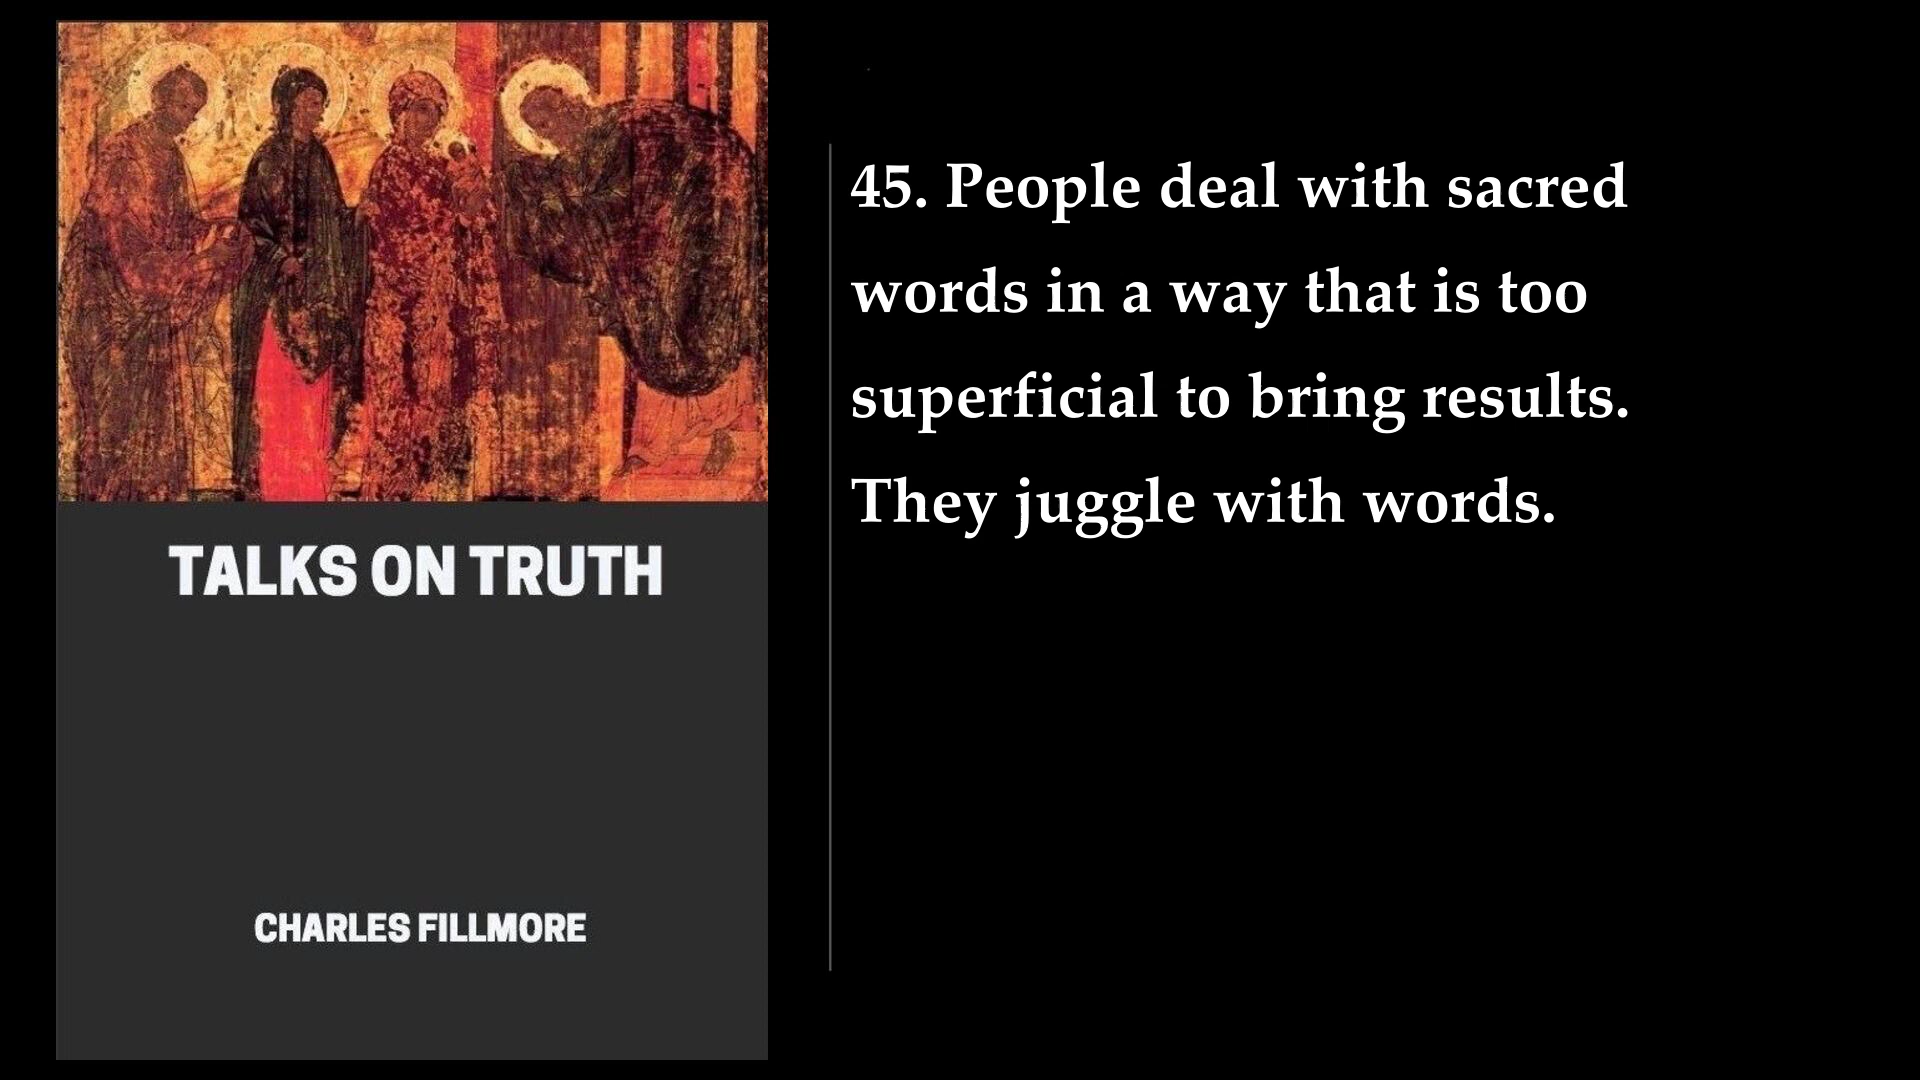 TALKS ON TRUTH
CHARLES FILLMORE
45. People deal with sacred
words in a way that is too
superficial to bring results.
They juggle with words.